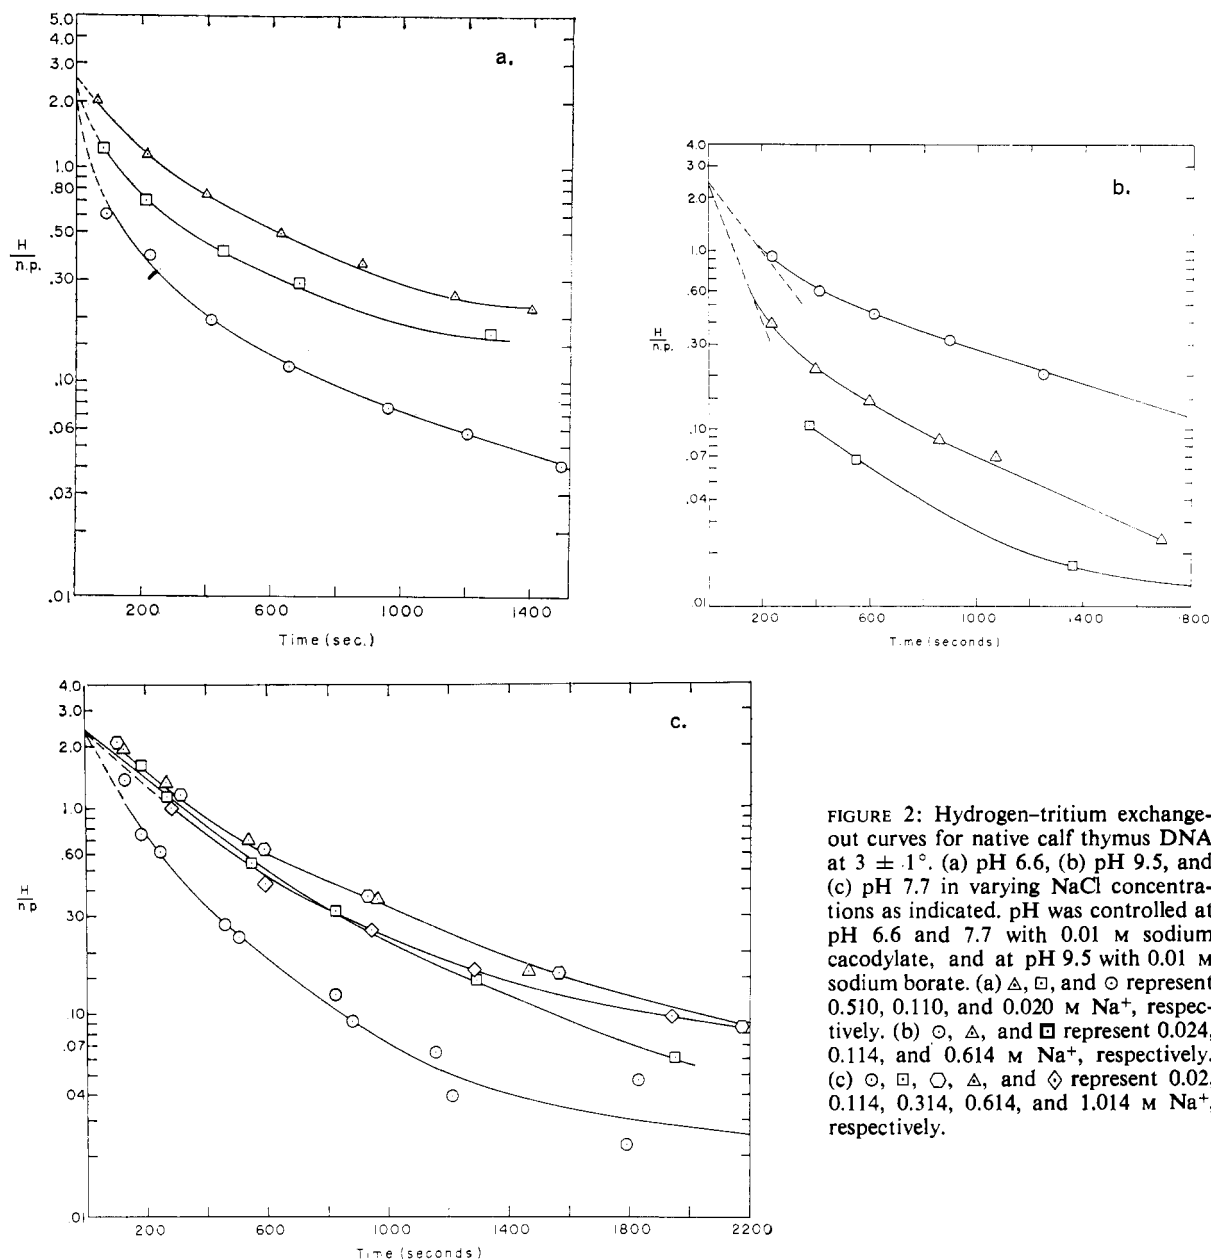 a.
5.0
4.0
3.0
2.0
1.0
.80
.50
.30
.10
.06
.03
.01
H
n.p.
200
600
1000
1400
Time (sec.)
b.
4.0
3.0
2.0
1.0
.60
.30
.10
.07
.04
.01
H
n.p.
200
600
1000
1400
1800
Time (seconds)
c.
4.0
3.0
2.0
1.0
.60
.30
.10
.07
.04
.01
H
np
200
600
1000
1400
1800
2200
Time (seconds)
FIGURE 2: Hydrogen–tritium exchange-
out curves for native calf thymus DNA
at 3 ± 1°. (a) pH 6.6, (b) pH 9.5, and
(c) pH 7.7 in varying NaCl concentra-
tions as indicated. pH was controlled at
pH 6.6 and 7.7 with 0.01 M sodium
cacodylate, and at pH 9.5 with 0.01 M
sodium borate. (a) △, □, and ⊙ represent
0.510, 0.110, and 0.020 M Na⁺, respec-
tively. (b) ⊙, △, and □ represent 0.024,
0.114, and 0.614 M Na⁺, respectively.
(c) ⊙, □, ⬡, △, and ◇ represent 0.02,
0.114, 0.314, 0.614, and 1.014 M Na⁺,
respectively.